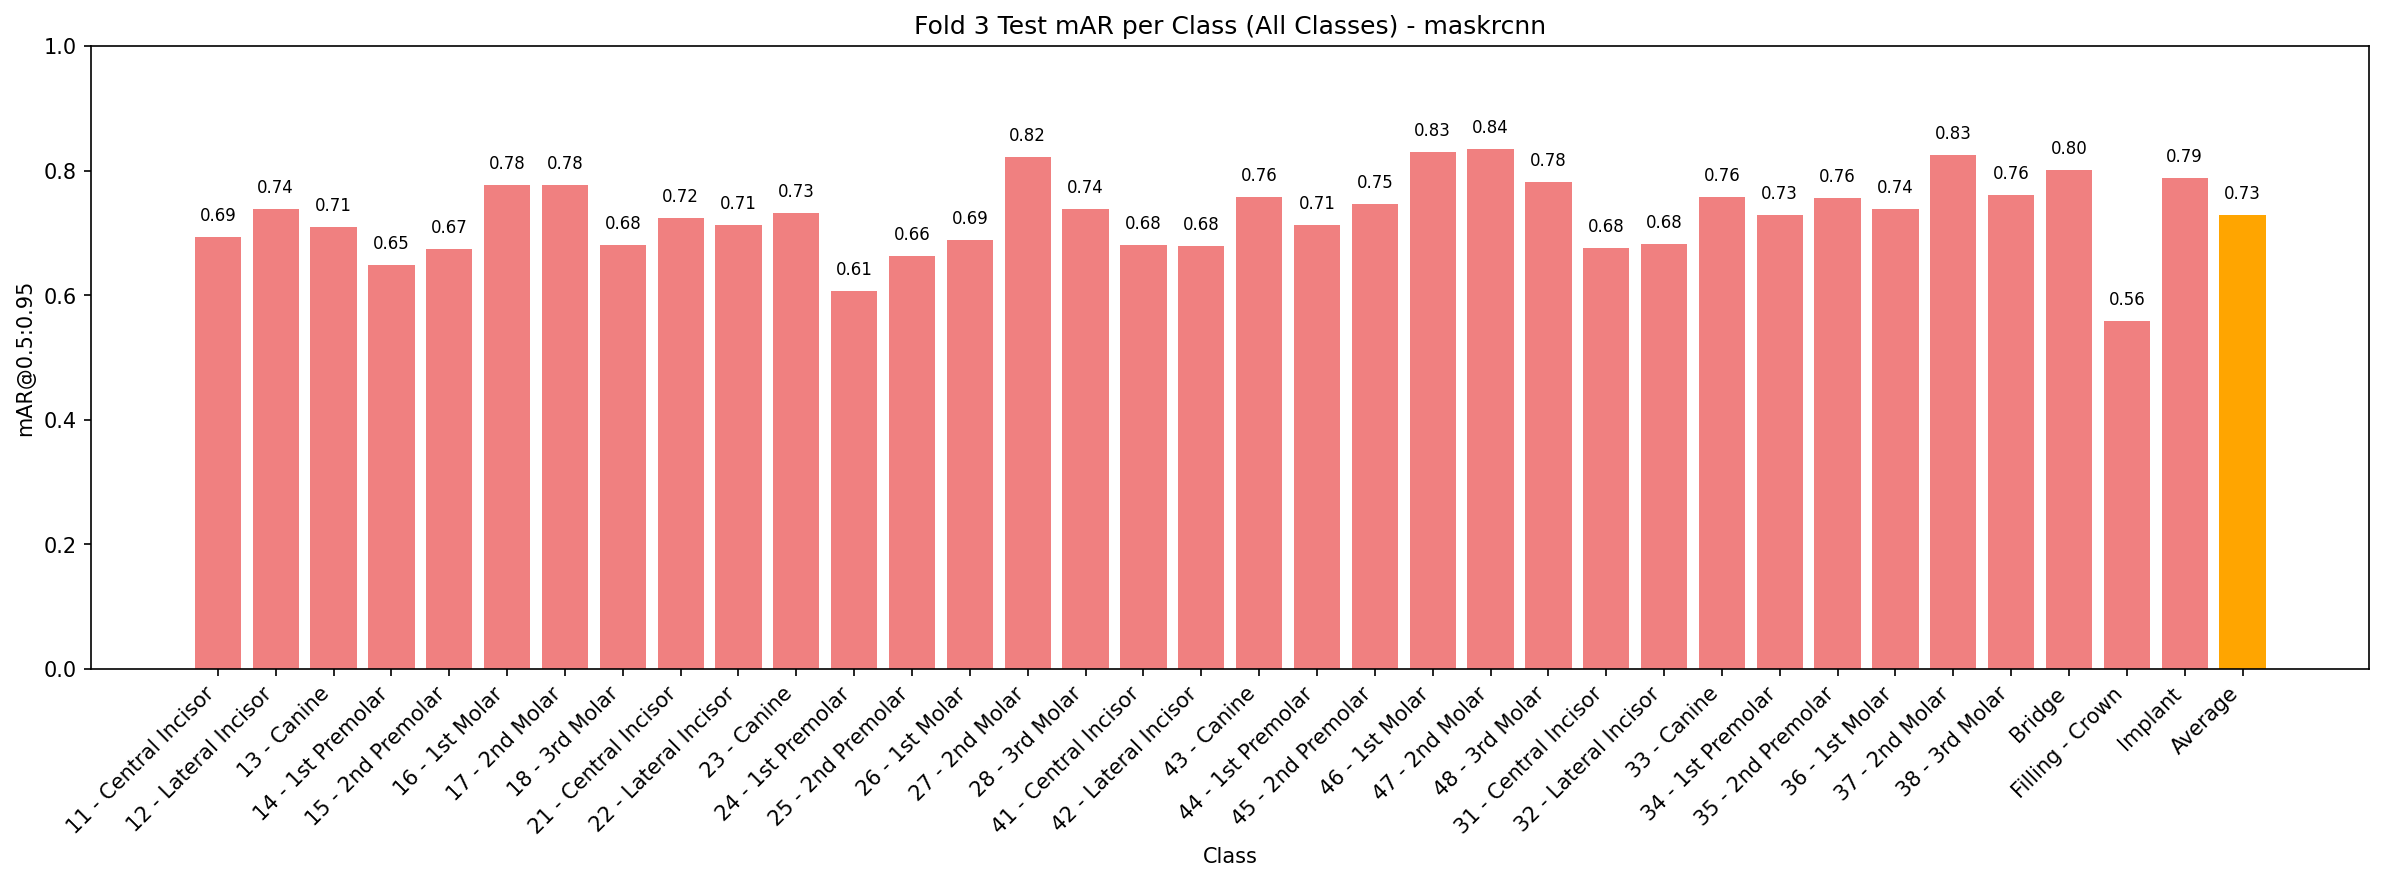 Fold 3 Test mAR per Class (All Classes) - maskrcnn
mAR@0.5:0.95
1.0
0.8
0.6
0.4
0.2
0.0
0.69
0.74
0.71
0.65
0.67
0.78
0.78
0.68
0.72
0.71
0.73
0.61
0.66
0.69
0.82
0.74
0.68
0.68
0.76
0.71
0.75
0.83
0.84
0.78
0.68
0.68
0.76
0.73
0.76
0.74
0.83
0.76
0.80
0.56
0.79
0.73
11 - Central Incisor
12 - Lateral Incisor
13 - Canine
14 - 1st Premolar
15 - 2nd Premolar
16 - 1st Molar
17 - 2nd Molar
18 - 3rd Molar
21 - Central Incisor
22 - Lateral Incisor
23 - Canine
24 - 1st Premolar
25 - 2nd Premolar
26 - 1st Molar
27 - 2nd Molar
28 - 3rd Molar
41 - Central Incisor
42 - Lateral Incisor
43 - Canine
44 - 1st Premolar
45 - 2nd Premolar
46 - 1st Molar
47 - 2nd Molar
48 - 3rd Molar
31 - Central Incisor
32 - Lateral Incisor
33 - Canine
34 - 1st Premolar
35 - 2nd Premolar
36 - 1st Molar
37 - 2nd Molar
38 - 3rd Molar
Bridge
Filling - Crown
Implant
Average
Class